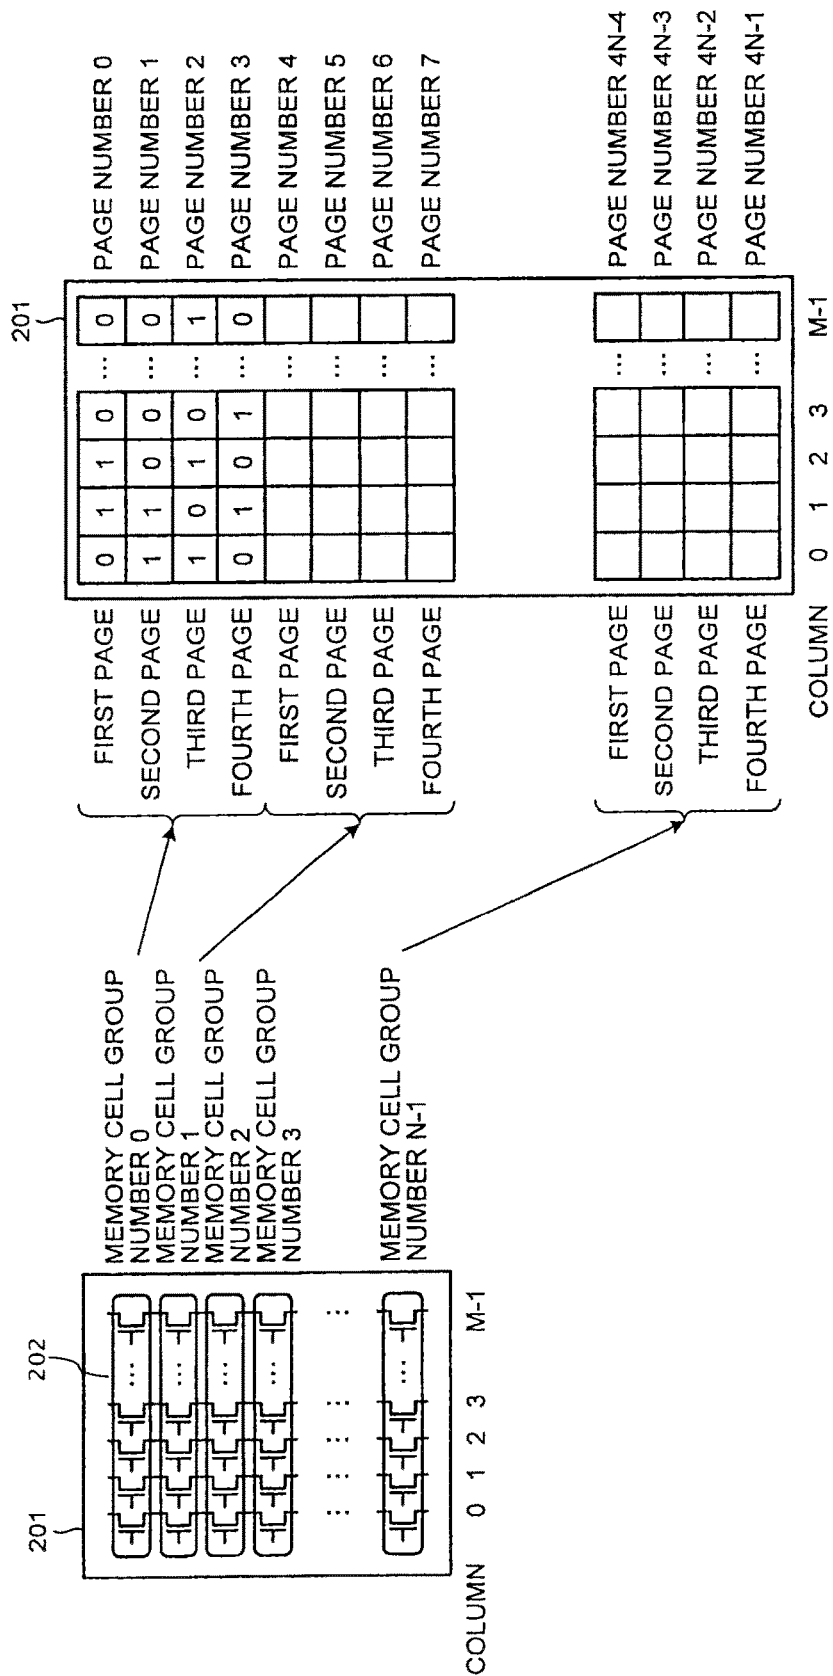 201
202
MEMORY CELL GROUP
NUMBER 0
MEMORY CELL GROUP
NUMBER 1
MEMORY CELL GROUP
NUMBER 2
MEMORY CELL GROUP
NUMBER 3
MEMORY CELL GROUP
NUMBER N-1
COLUMN 0 1 2 3 M-1
201
FIRST PAGE 0 1 1 0 ... 0 PAGE NUMBER 0
SECOND PAGE 1 1 0 0 ... 0 PAGE NUMBER 1
THIRD PAGE 1 0 1 0 ... 1 PAGE NUMBER 2
FOURTH PAGE 0 1 0 1 ... 0 PAGE NUMBER 3
FIRST PAGE ... PAGE NUMBER 4
SECOND PAGE ... PAGE NUMBER 5
THIRD PAGE ... PAGE NUMBER 6
FOURTH PAGE ... PAGE NUMBER 7
FIRST PAGE ... PAGE NUMBER 4N-4
SECOND PAGE ... PAGE NUMBER 4N-3
THIRD PAGE ... PAGE NUMBER 4N-2
FOURTH PAGE ... PAGE NUMBER 4N-1
COLUMN 0 1 2 3 M-1